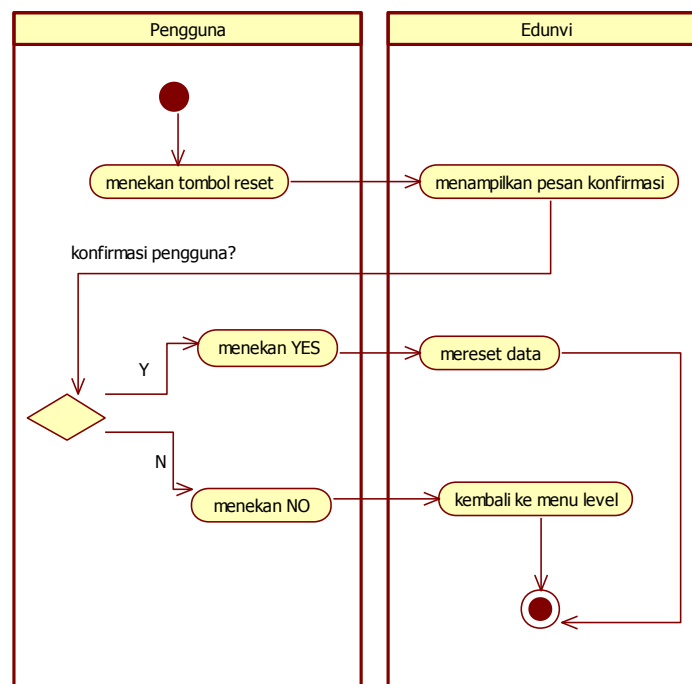 Pengguna
Edunvi
menekan tombol reset
menampilkan pesan konfirmasi
konfirmasi pengguna?
menekan YES
mereset data
Y
N
menekan NO
kembali ke menu level